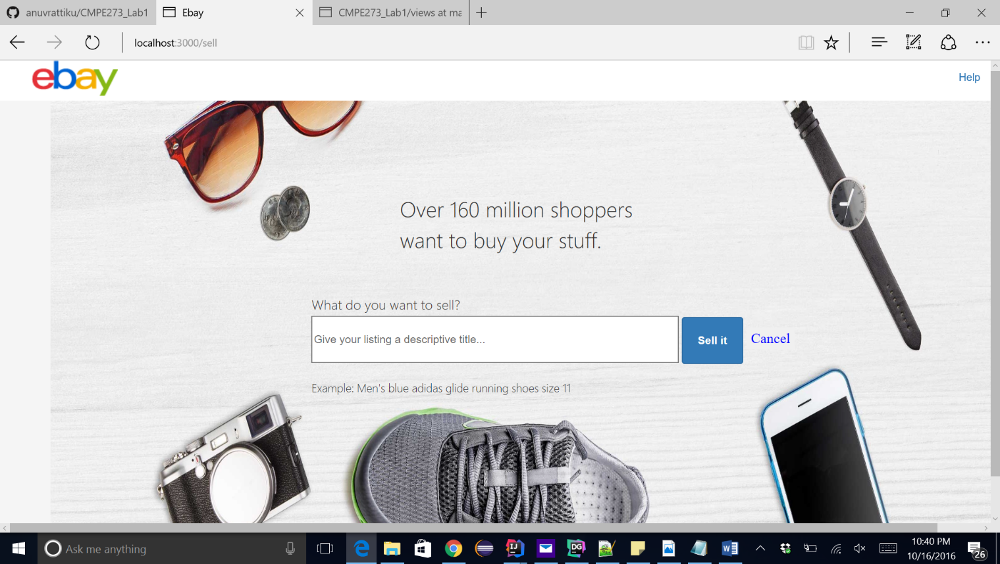 anuvrattiku/CMPE273_Lab1
Ebay
CMPE273_Lab1/views at ma
localhost:3000/sell
ebay
Help
Over 160 million shoppers
want to buy your stuff.
What do you want to sell?
Give your listing a descriptive title...
Sell it
Cancel
Example: Men's blue adidas glide running shoes size 11
Ask me anything
IJ
DG
W
10:40 PM
10/16/2016
26